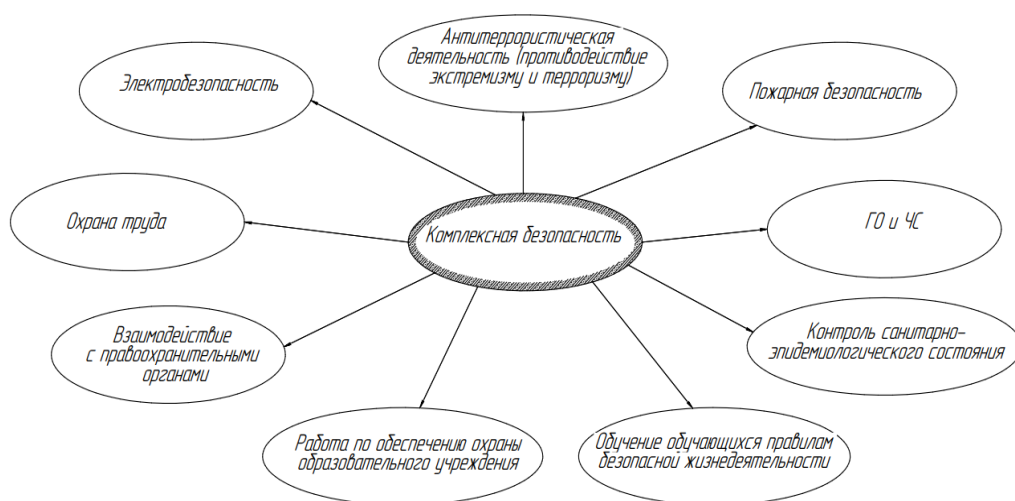 Антитеррористическая
деятельность (противодействие
экстремизму и терроризму)
Электробезопасность
Пожарная безопасность
Охрана труда
Комплексная безопасность
ГО и ЧС
Взаимодействие
с правоохранительными
органами
Контроль санитарно-
эпидемиологического состояния
Работа по обеспечению охраны
образовательного учреждения
Обучение обучающихся правилам
безопасной жизнедеятельности